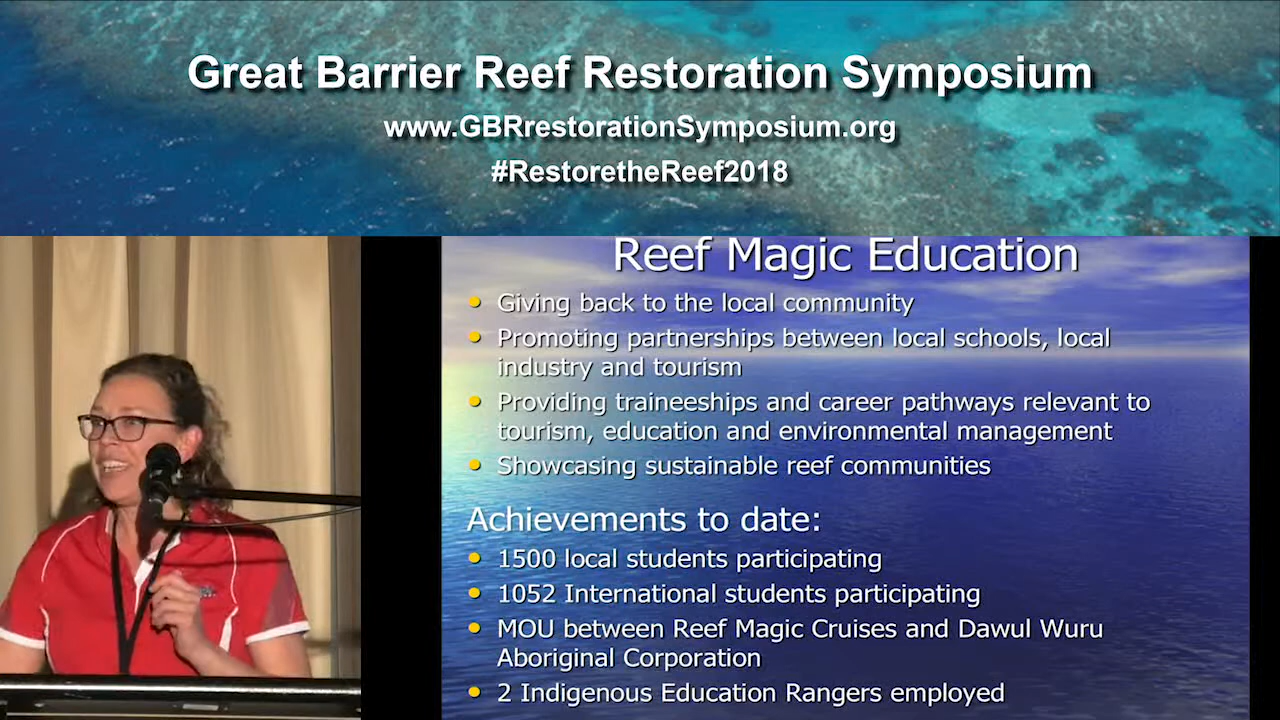 Great Barrier Reef Restoration Symposium
www.GBRrestorationSymposium.org
#RestoretheReef2018
Reef Magic Education
• Giving back to the local community
• Promoting partnerships between local schools, local
industry and tourism
• Providing traineeships and career pathways relevant to
tourism, education and environmental management
• Showcasing sustainable reef communities
Achievements to date:
• 1500 local students participating
• 1052 International students participating
• MOU between Reef Magic Cruises and Dawul Wuru
Aboriginal Corporation
• 2 Indigenous Education Rangers employed